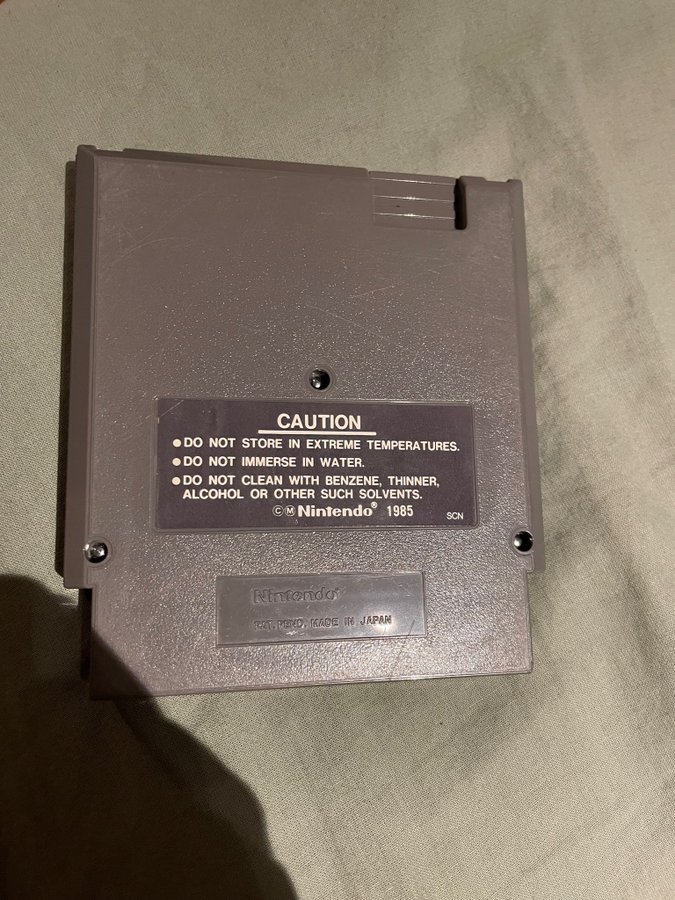 CAUTION
●DO NOT STORE IN EXTREME TEMPERATURES.
●DO NOT IMMERSE IN WATER.
●DO NOT CLEAN WITH BENZENE, THINNER,
ALCOHOL OR OTHER SUCH SOLVENTS.
ⒸⓂNintendo® 1985
SCN
Nintendo®
PAT. PEND. MADE IN JAPAN